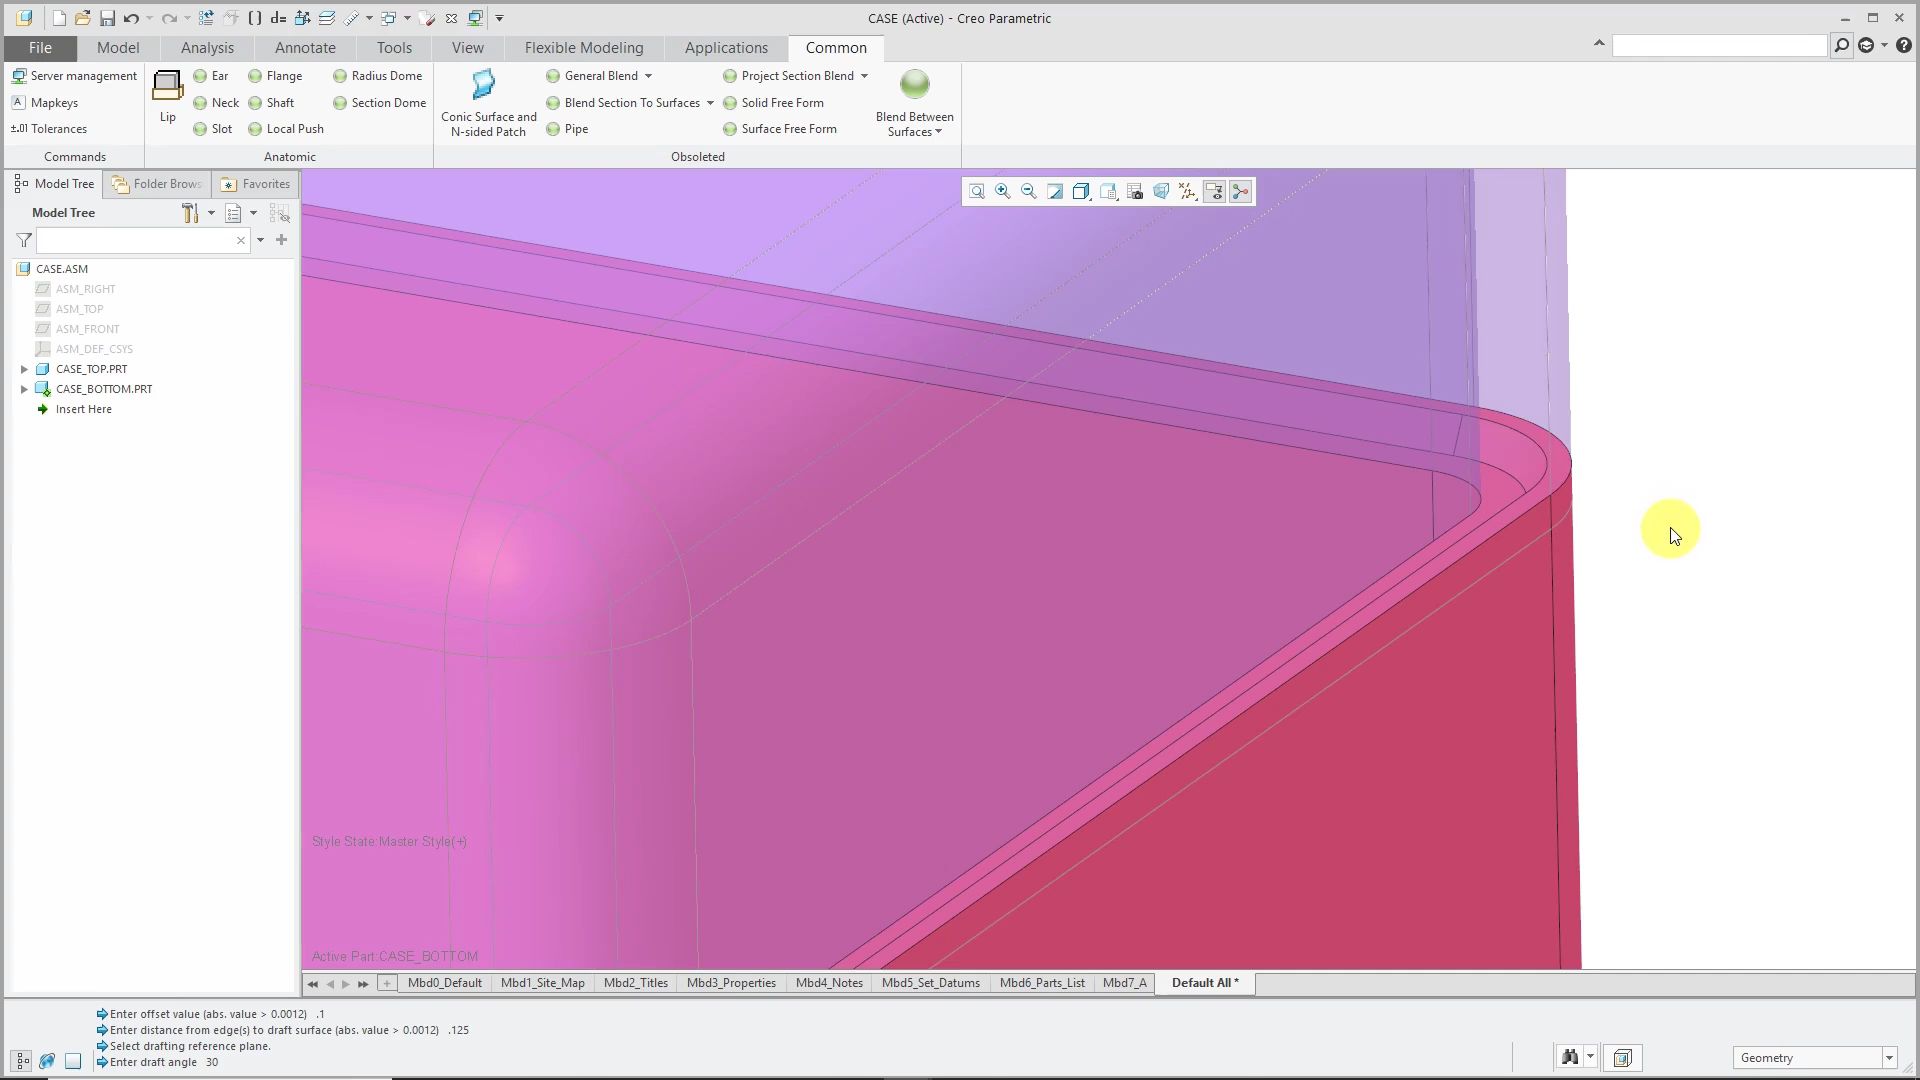 CASE (Active) - Creo Parametric
File Model Analysis Annotate Tools View Flexible Modeling Applications Common
Server management
Mapkeys
Tolerances
Commands
Lip
Ear Flange Radius Dome
Neck Shaft Section Dome
Slot Local Push
Anatomic
Conic Surface and
N-sided Patch
General Blend
Blend Section To Surfaces
Pipe
Project Section Blend
Solid Free Form
Surface Free Form
Blend Between
Surfaces
Obsoleted
Model Tree Folder Brows Favorites
Model Tree
CASE.ASM
ASM_RIGHT
ASM_TOP
ASM_FRONT
ASM_DEF_CSYS
CASE_TOP.PRT
CASE_BOTTOM.PRT
Insert Here
Style State:Master Style(+)
Active Part:CASE_BOTTOM
Mbd0_Default Mbd1_Site_Map Mbd2_Titles Mbd3_Properties Mbd4_Notes Mbd5_Set_Datums Mbd6_Parts_List Mbd7_A Default All *
Enter offset value (abs. value > 0.0012) .1
Enter distance from edge(s) to draft surface (abs. value > 0.0012) .125
Select drafting reference plane.
Enter draft angle 30
Geometry